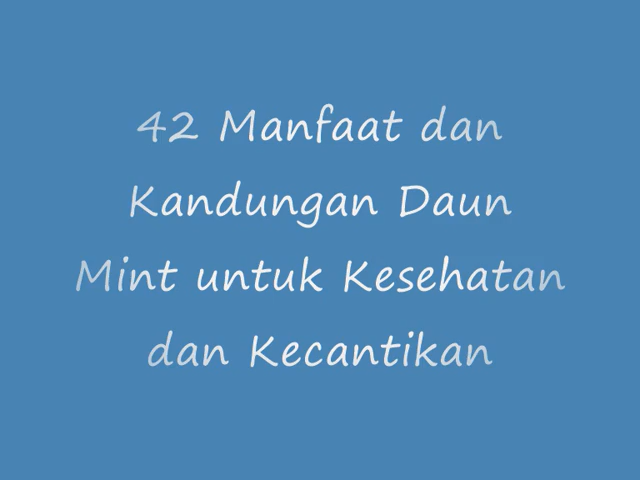 42 Manfaat dan
Kandungan Daun
Mint untuk Kesehatan
dan Kecantikan